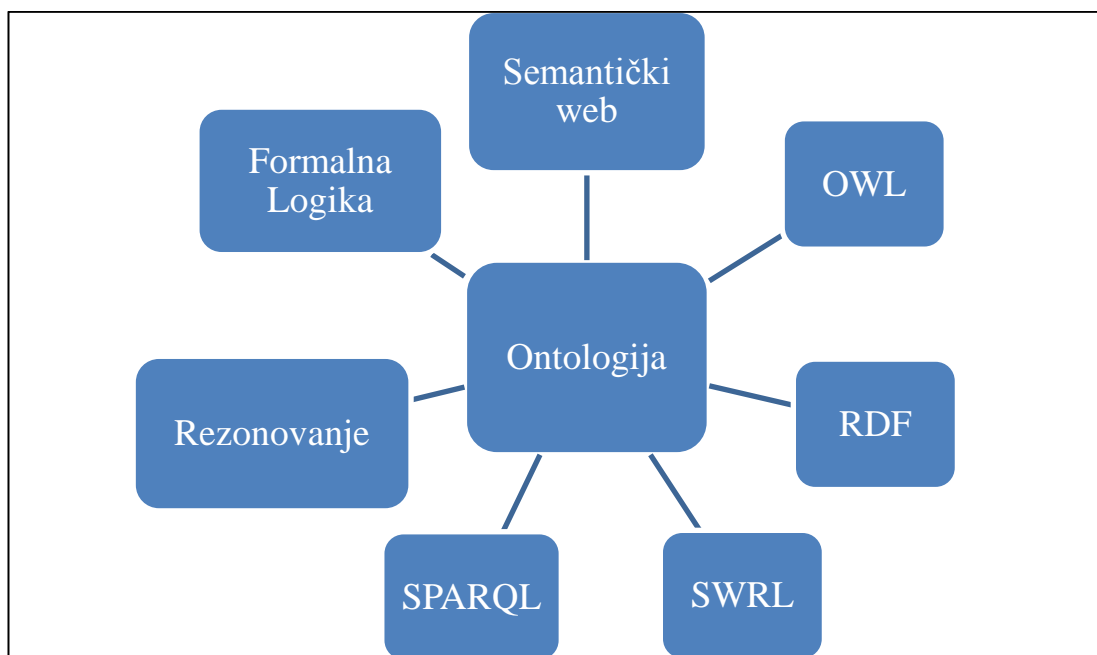 Semantički
web
Formalna
Logika
OWL
Ontologija
Rezonovanje
RDF
SPARQL
SWRL